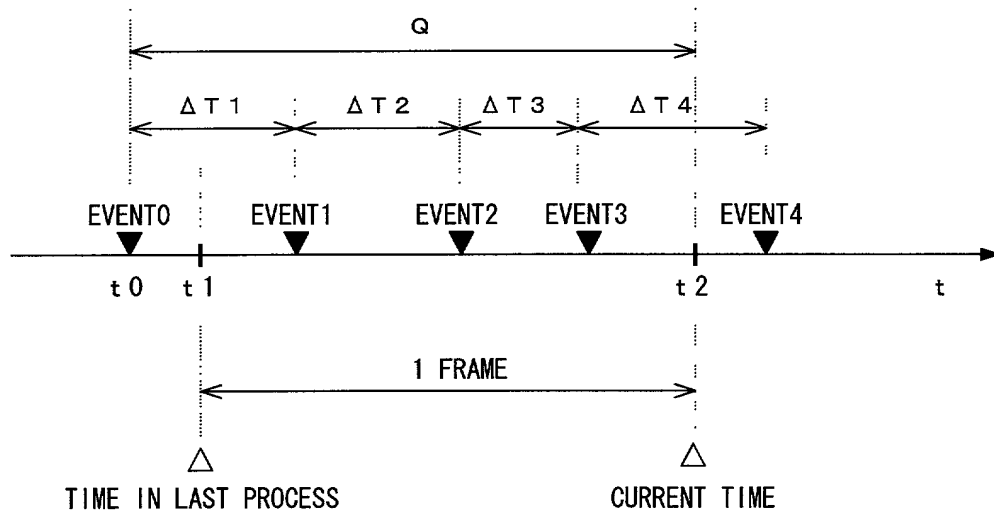 Q
ΔT1 ΔT2 ΔT3 ΔT4
EVENT0 EVENT1 EVENT2 EVENT3 EVENT4
t0 t1 t2 t
1 FRAME
TIME IN LAST PROCESS CURRENT TIME